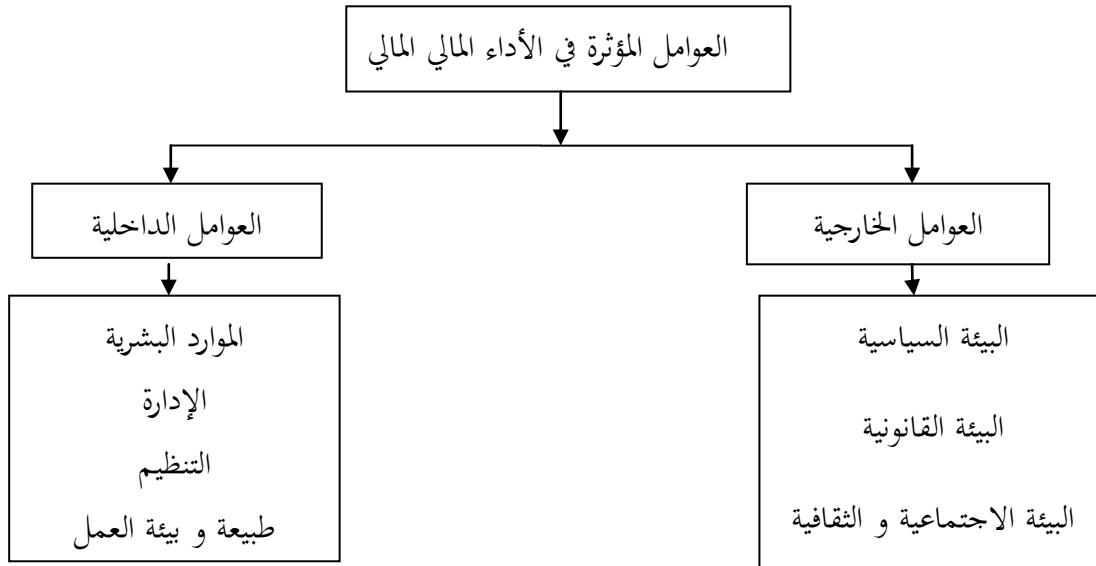 العوامل المؤثرة في الأداء المالي المالي
العوامل الخارجية
العوامل الداخلية
البيئة السياسية
البيئة القانونية
البيئة الاجتماعية و الثقافية
الموارد البشرية
الإدارة
التنظيم
طبيعة و بيئة العمل